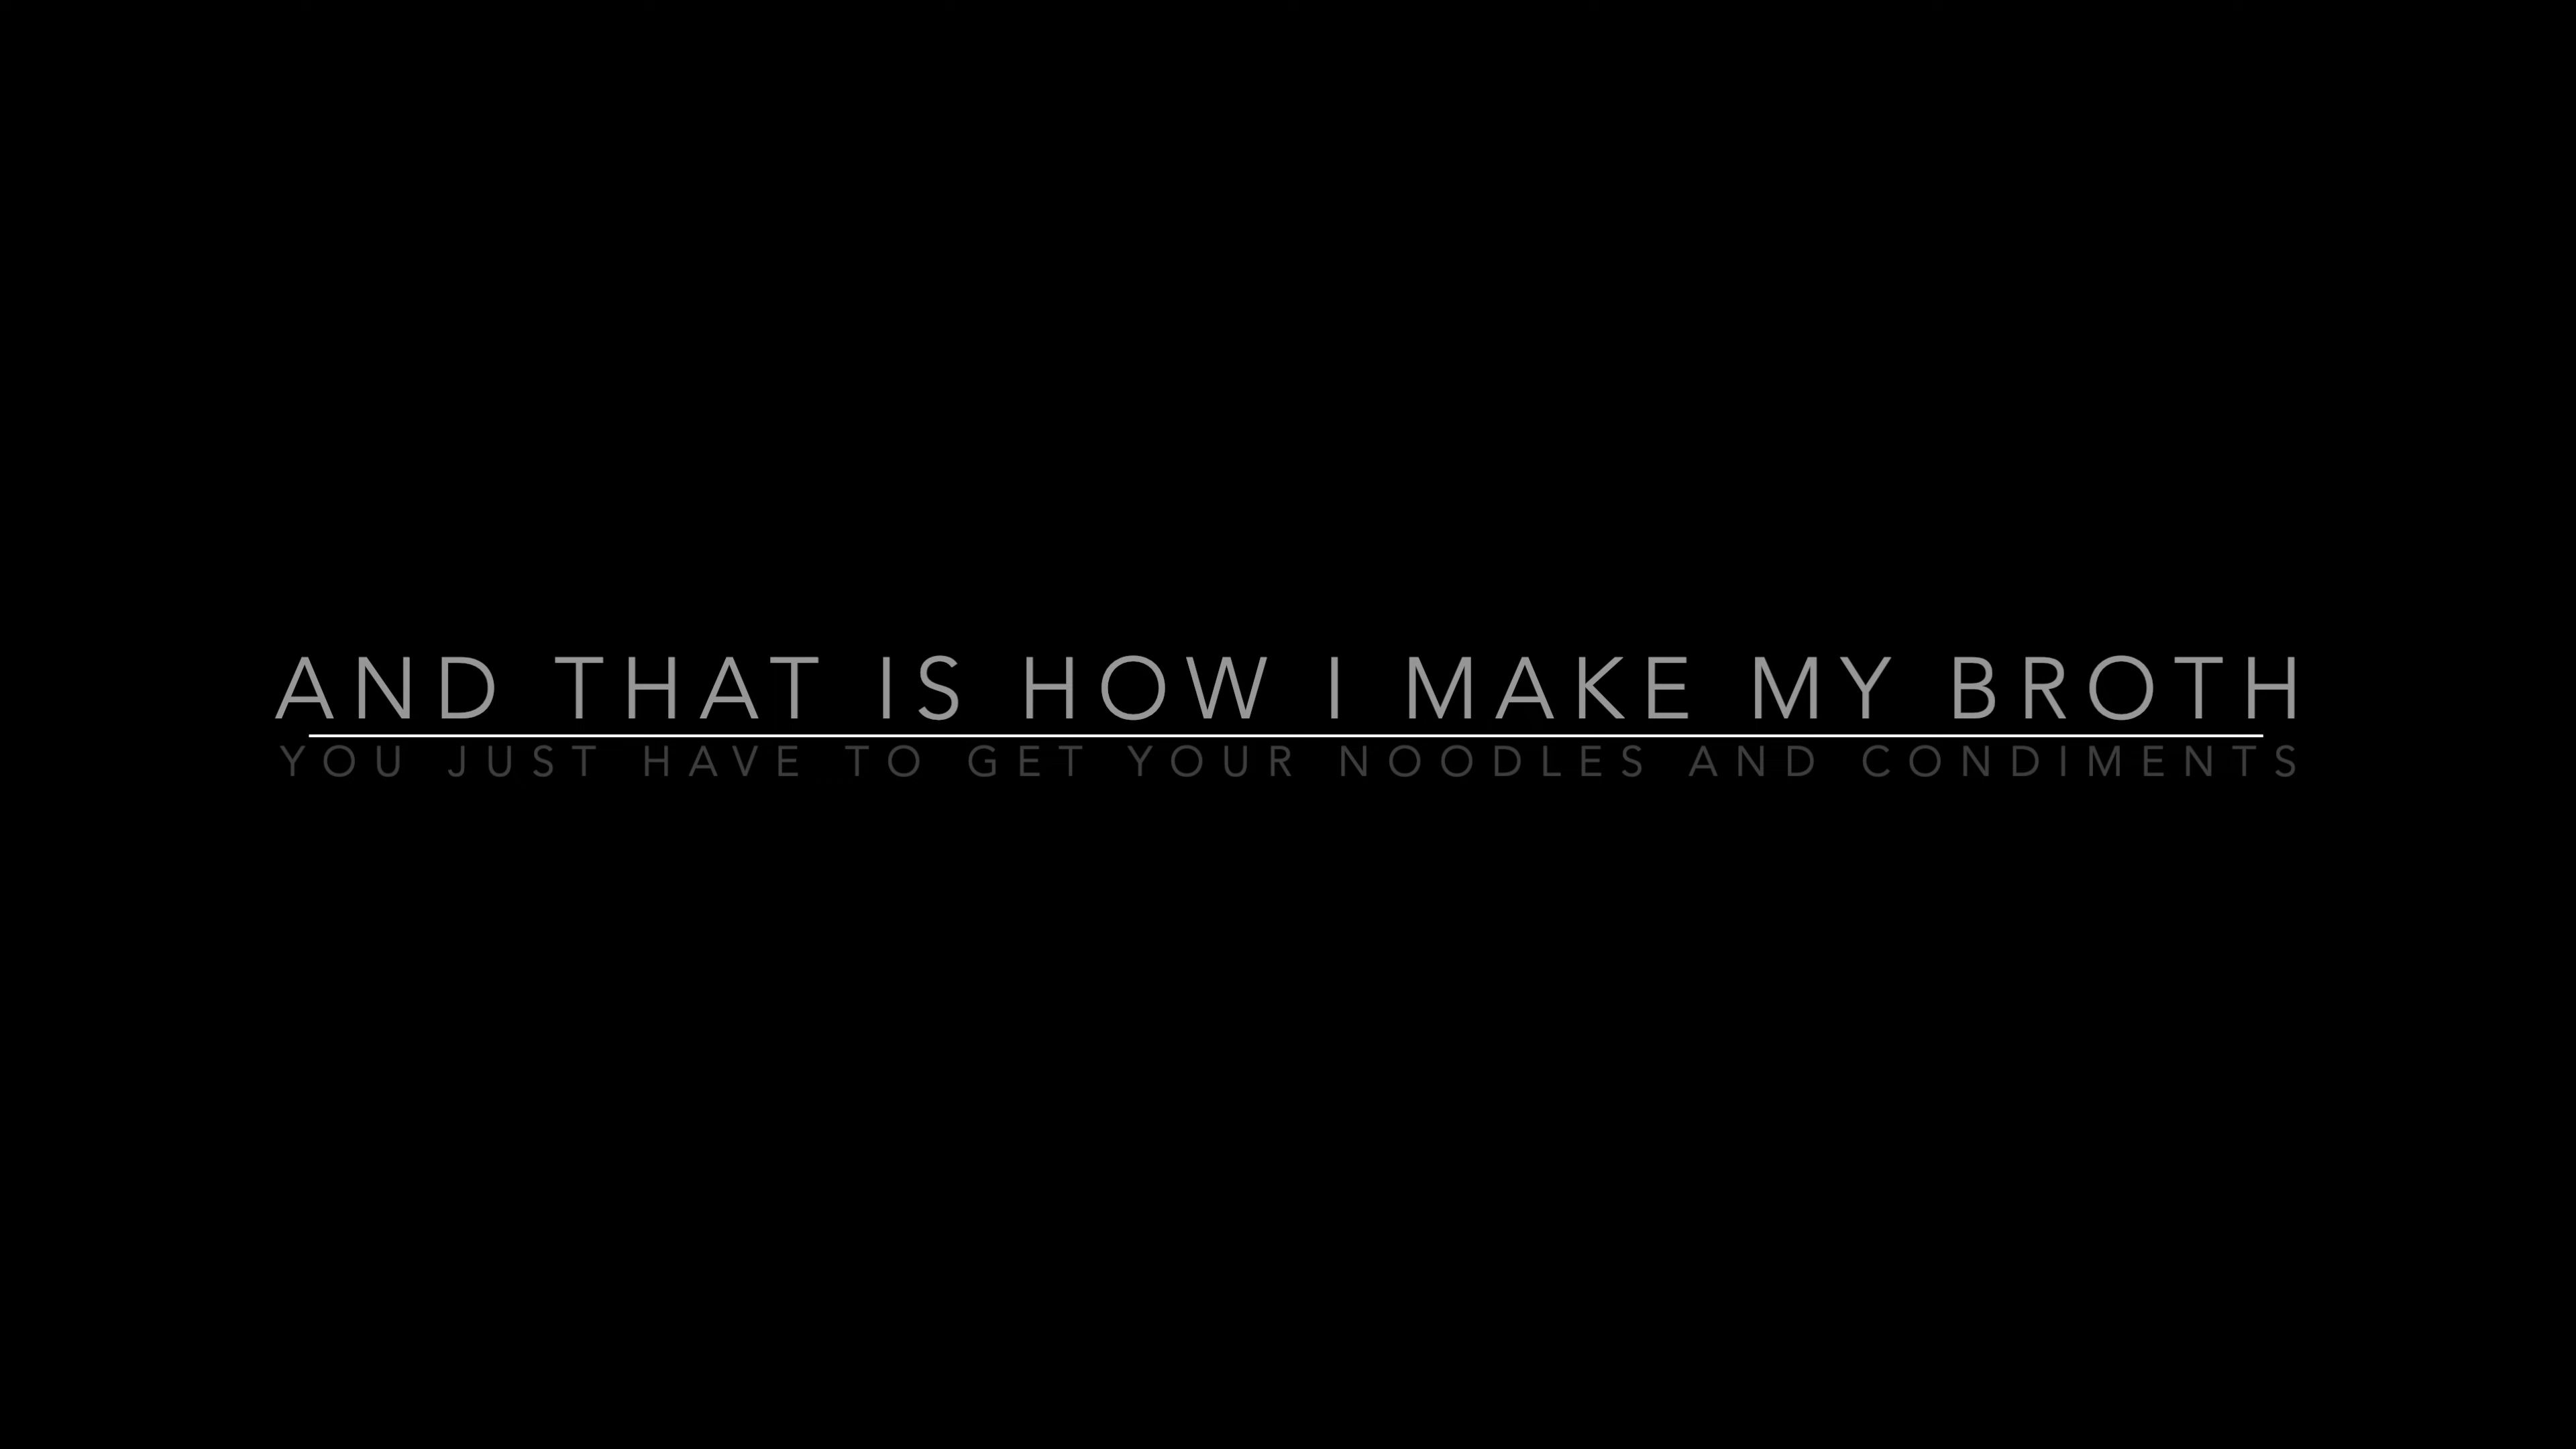 AND THAT IS HOW I MAKE MY BROTH
YOU JUST HAVE TO GET YOUR NOODLES AND CONDIMENTS